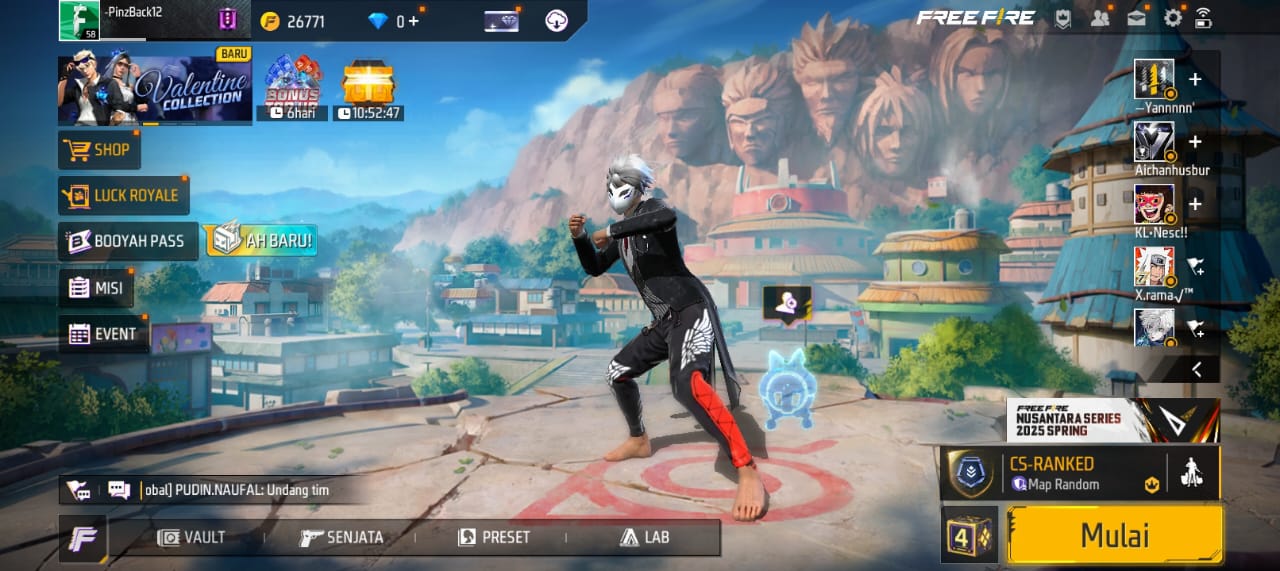 -PinzBack12
58
26771
0 +
FREE FIRE
BARU
Valentine
COLLECTION
BONUS
6hari
10:52:47
SHOP
LUCK ROYALE
BOOYAH PASS
AH BARU!
MISI
EVENT
--Yannnnn'
Aichanhusbur
KL•Nesc!!
X.rama√™
FREE FIRE
NUSANTARA SERIES
2025 SPRING
CS-RANKED
Map Random
obal] PUDIN.NAUFAL: Undang tim
VAULT
SENJATA
PRESET
LAB
4
Mulai